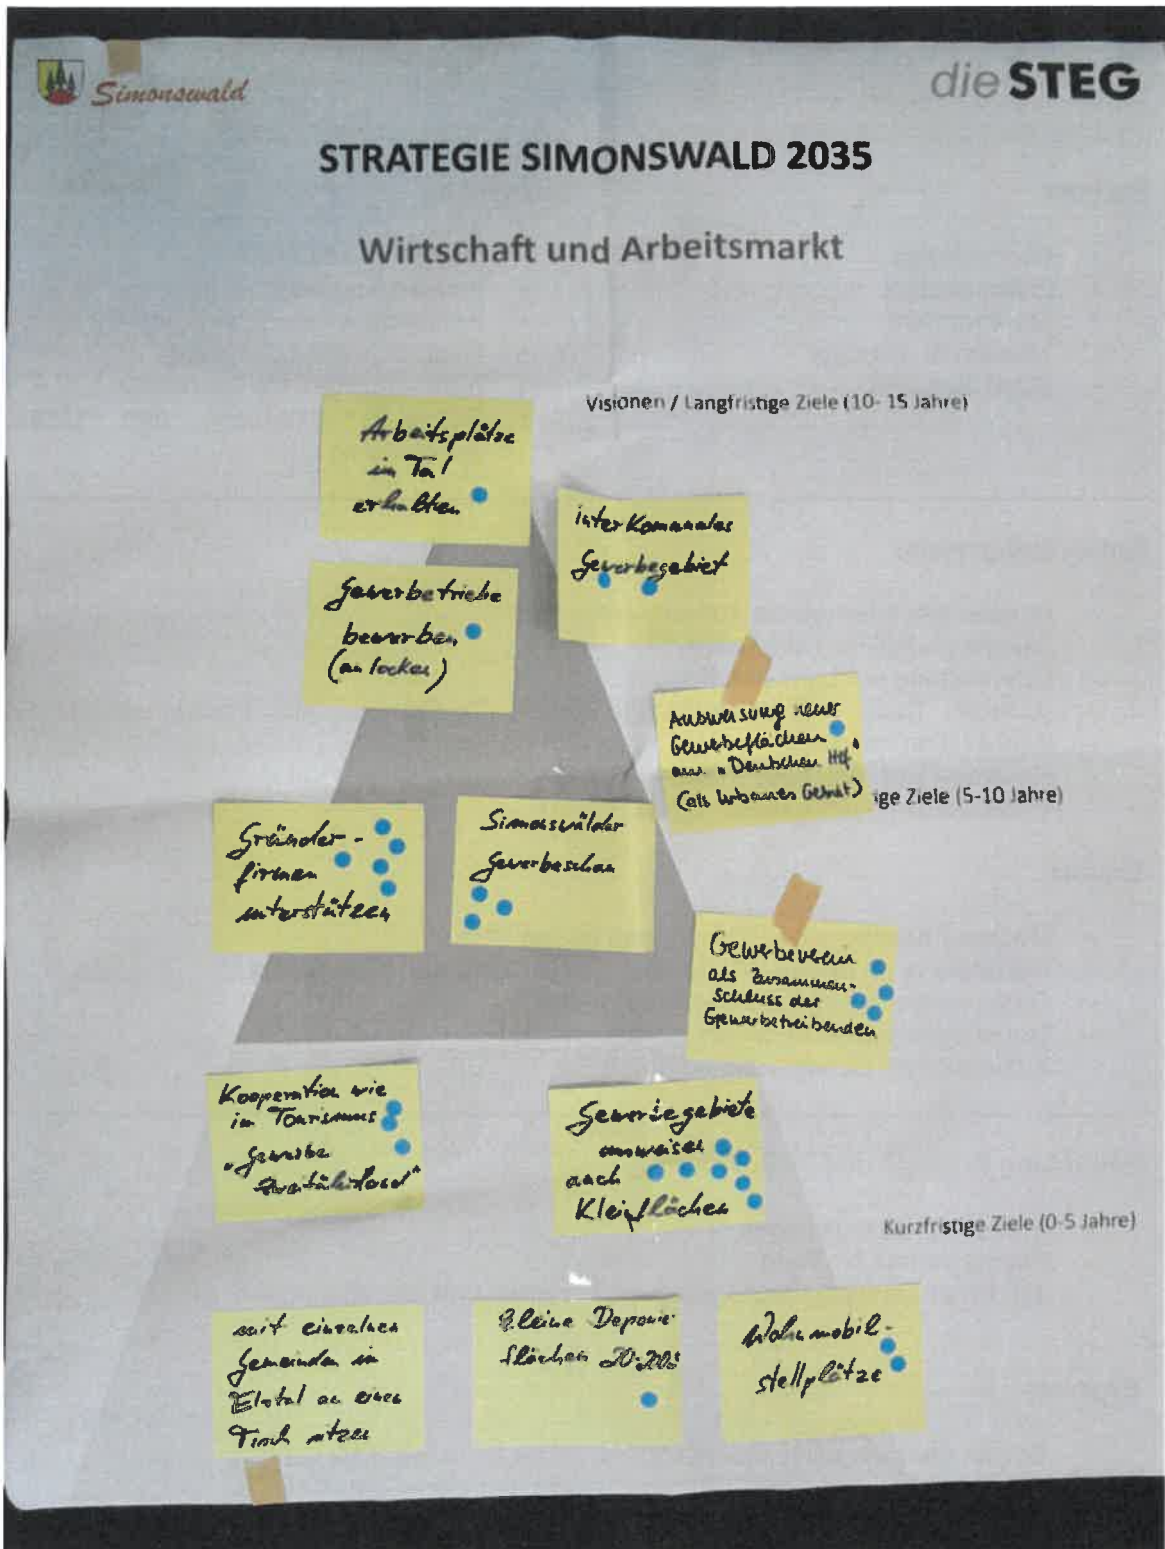 Simonswald
die STEG
STRATEGIE SIMONSWALD 2035
Wirtschaft und Arbeitsmarkt
Visionen / Langfristige Ziele (10- 15 Jahre)
Arbeitsplätze
im Tal
erhalten
interKomunales
Gewerbegebiet
Gewerbetriebe
bewerben
(anlocken)
Ausweisung neuer
Gewerbeflächen
am "Deutschen Hof"
(als Urbanes Gebiet)
ige Ziele (5-10 Jahre)
Gründer-
firmen
unterstützen
Simonswälder
Gewerbeschau
Gewerbeverein
als Zusammen-
schluss der
Gewerbetreibenden
Kooperation wie
im Tourismus
"Gewerbe
Gewerbegebiete
ausweisen
auch
Kleinflächen
Kurzfristige Ziele (0-5 Jahre)
mit einzelnen
Gemeinden im
Elztal an einen
Tisch sitzen
Kleine Deponie
flächen
Wohnmobil-
stellplätze